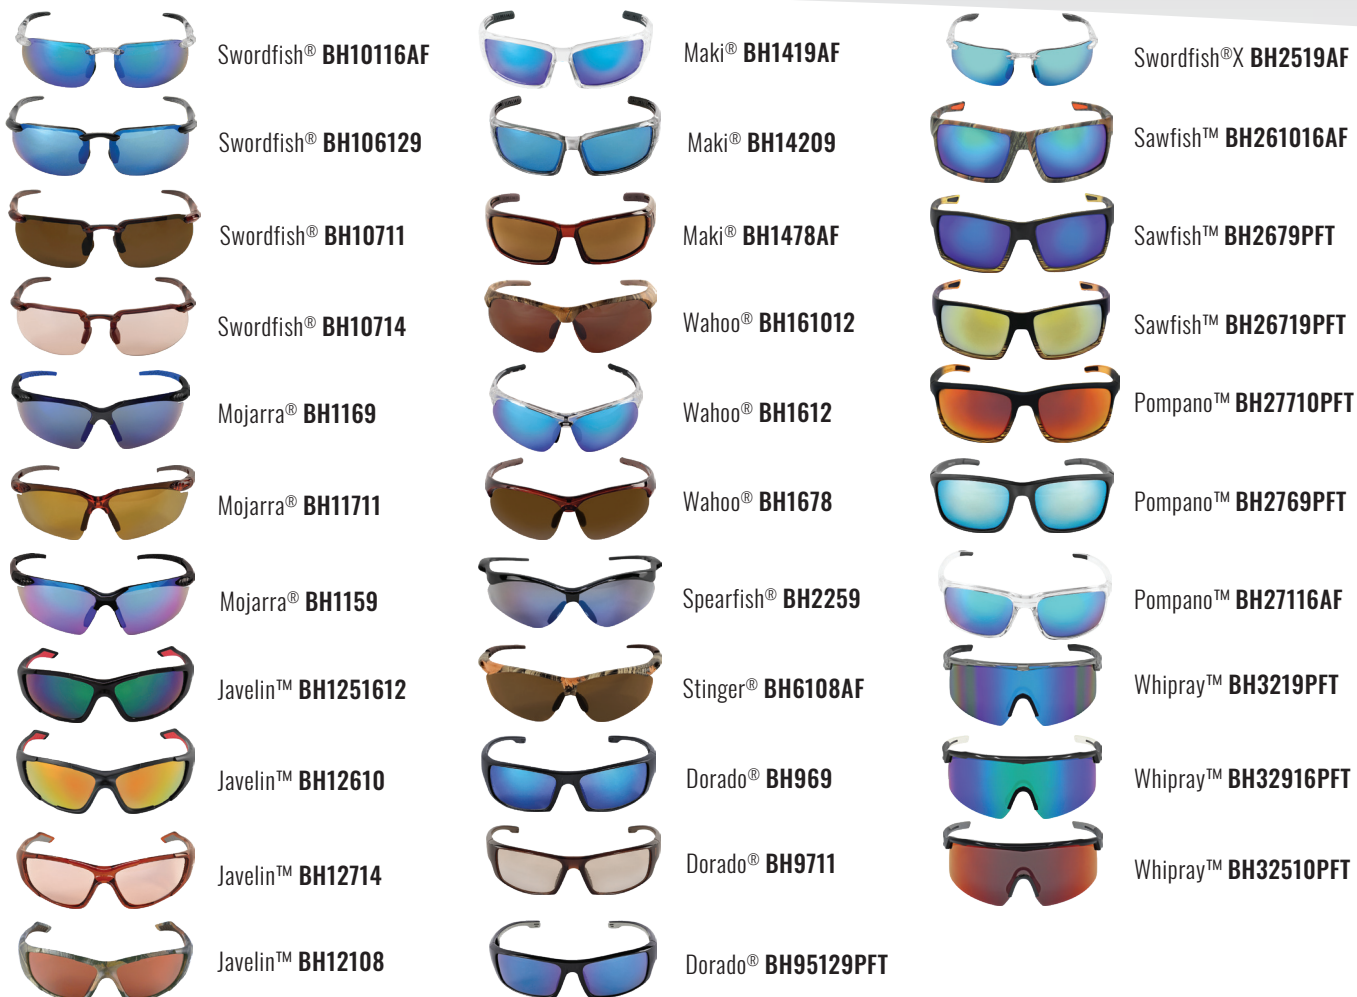 Swordfish® BH10116AF
Swordfish® BH106129
Swordfish® BH10711
Swordfish® BH10714
Mojarra® BH1169
Mojarra® BH11711
Mojarra® BH1159
Javelin™ BH1251612
Javelin™ BH12610
Javelin™ BH12714
Javelin™ BH12108
Maki® BH1419AF
Maki® BH14209
Maki® BH1478AF
Wahoo® BH161012
Wahoo® BH1612
Wahoo® BH1678
Spearfish® BH2259
Stinger® BH6108AF
Dorado® BH969
Dorado® BH9711
Dorado® BH95129PFT
Swordfish®X BH2519AF
Sawfish™ BH261016AF
Sawfish™ BH2679PFT
Sawfish™ BH26719PFT
Pompano™ BH27710PFT
Pompano™ BH2769PFT
Pompano™ BH27116AF
Whipray™ BH3219PFT
Whipray™ BH32916PFT
Whipray™ BH32510PFT